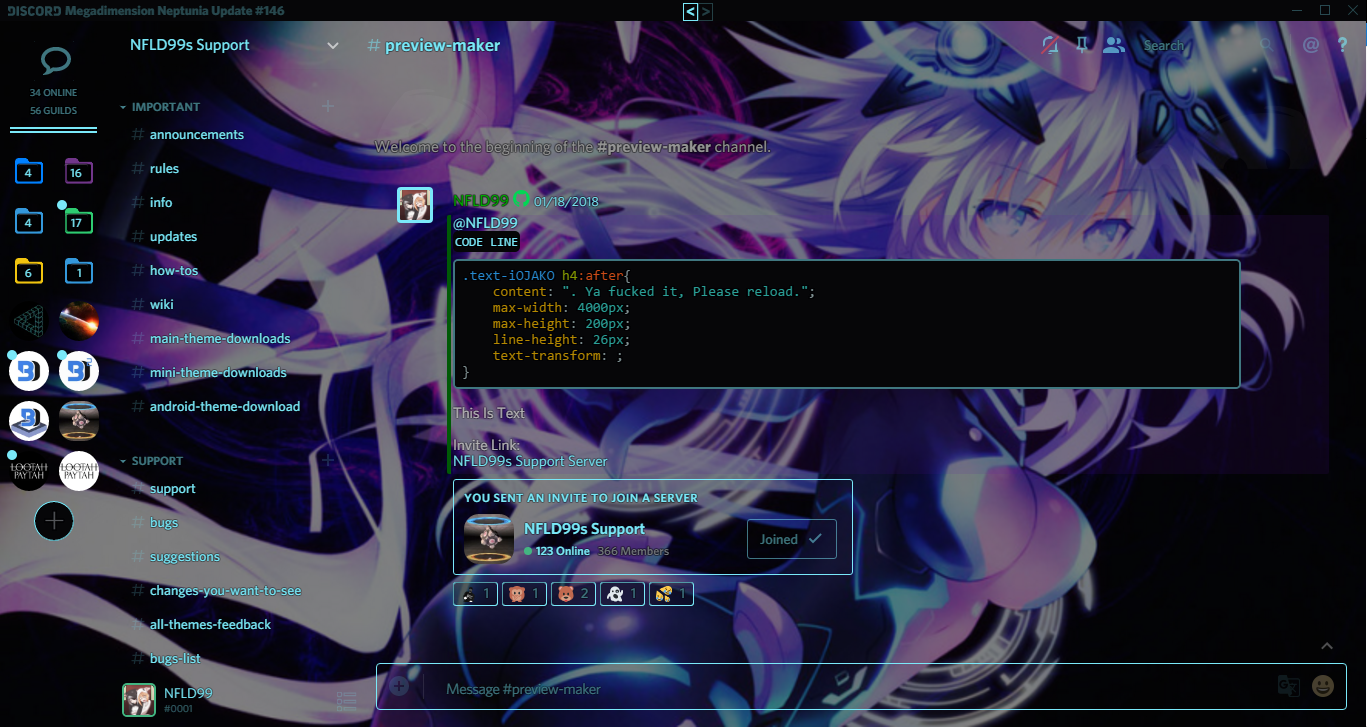 DISCORD Megadimension Neptunia Update #146
< >
34 ONLINE
56 GUILDS
4 16
4 17
6 1
LOOTAH PAYTAH
LOOTAH PAYTAH
NFLD99s Support
IMPORTANT
# announcements
# rules
# info
# updates
# how-tos
# wiki
# main-theme-downloads
# mini-theme-downloads
# android-theme-download
SUPPORT
# support
# bugs
# suggestions
# changes-you-want-to-see
# all-themes-feedback
# bugs-list
NFLD99
#0001
# preview-maker
Search
@ ?
Welcome to the beginning of the #preview-maker channel.
NFLD99 01/18/2018
@NFLD99
CODE LINE
.text-iOJAKO h4:after{
content: ". Ya fucked it, Please reload.";
max-width: 4000px;
max-height: 200px;
line-height: 26px;
text-transform: ;
}
This Is Text
Invite Link:
NFLD99s Support Server
YOU SENT AN INVITE TO JOIN A SERVER
NFLD99s Support
123 Online 366 Members
Joined
1 1 2 1 1
Message #preview-maker